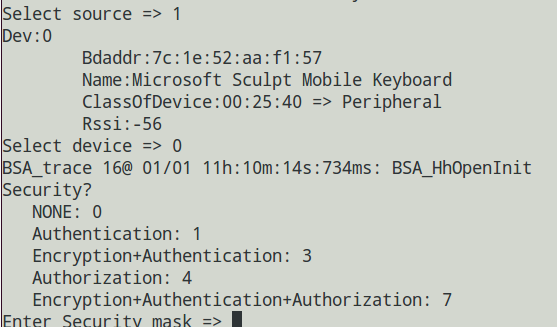 Select source => 1
Dev:0
Bdaddr:7c:1e:52:aa:f1:57
Name:Microsoft Sculpt Mobile Keyboard
ClassOfDevice:00:25:40 => Peripheral
Rssi:-56
Select device => 0
BSA_trace 16@ 01/01 11h:10m:14s:734ms: BSA_HhOpenInit
Security?
NONE: 0
Authentication: 1
Encryption+Authentication: 3
Authorization: 4
Encryption+Authentication+Authorization: 7
Enter Security mask =>